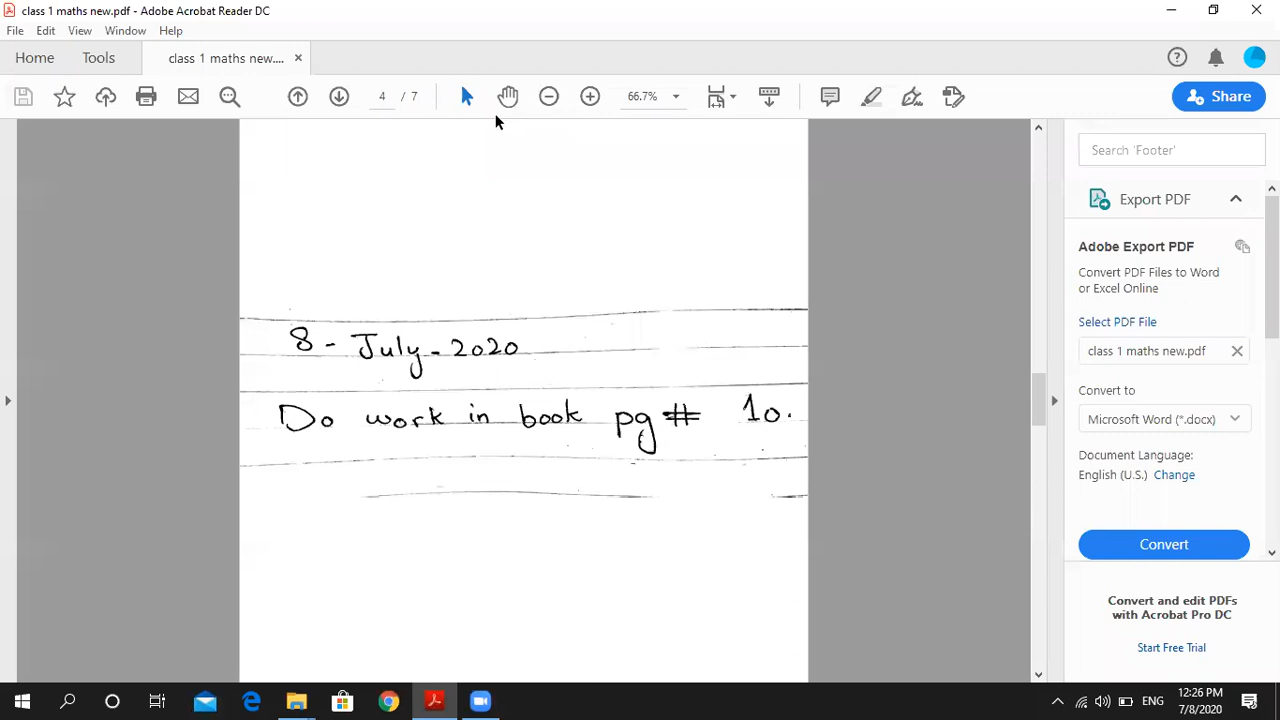 class 1 maths new.pdf - Adobe Acrobat Reader DC
File Edit View Window Help
Home Tools class 1 maths new....
4 / 7 66.7% Share
Search 'Footer'
Export PDF
Adobe Export PDF
Convert PDF Files to Word
or Excel Online
Select PDF File
class 1 maths new.pdf
Convert to
Microsoft Word (*.docx)
Document Language:
English (U.S.) Change
Convert
Convert and edit PDFs
with Acrobat Pro DC
Start Free Trial
8 - July - 2020
Do work in book pg # 10.
ENG
12:26 PM
7/8/2020